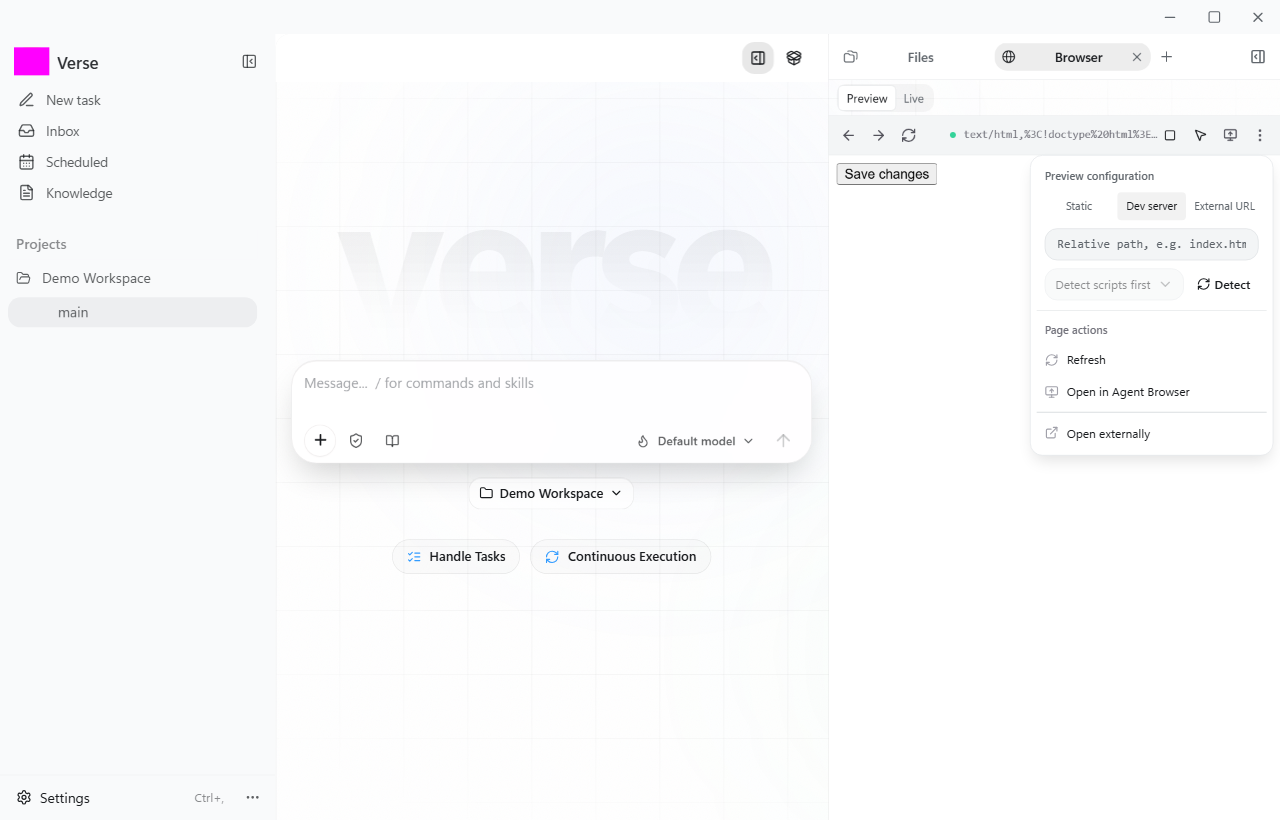 Verse
New task
Inbox
Scheduled
Knowledge
Projects
Demo Workspace
main
Settings
Ctrl+,
verse
Message... / for commands and skills
Default model
Demo Workspace
Handle Tasks
Continuous Execution
Files
Browser
Preview
Live
text/html,%3C!doctype%20html%3E…
Save changes
Preview configuration
Static
Dev server
External URL
Relative path, e.g. index.htm
Detect scripts first
Detect
Page actions
Refresh
Open in Agent Browser
Open externally